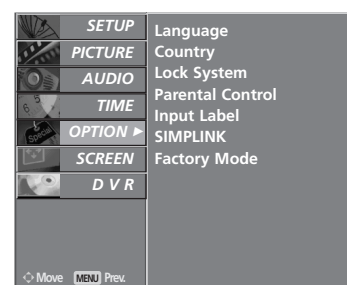 SETUP
PICTURE
AUDIO
TIME
OPTION ►
SCREEN
D V R
Language
Country
Lock System
Parental Control
Input Label
SIMPLINK
Factory Mode
Special
Move MENU Prev.